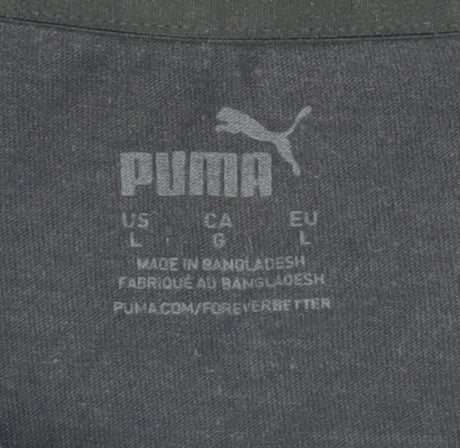 PUMA
US CA EU
L G L
MADE IN BANGLADESH
FABRIQUÉ AU BANGLADESH
PUMA.COM/FOREVERBETTER